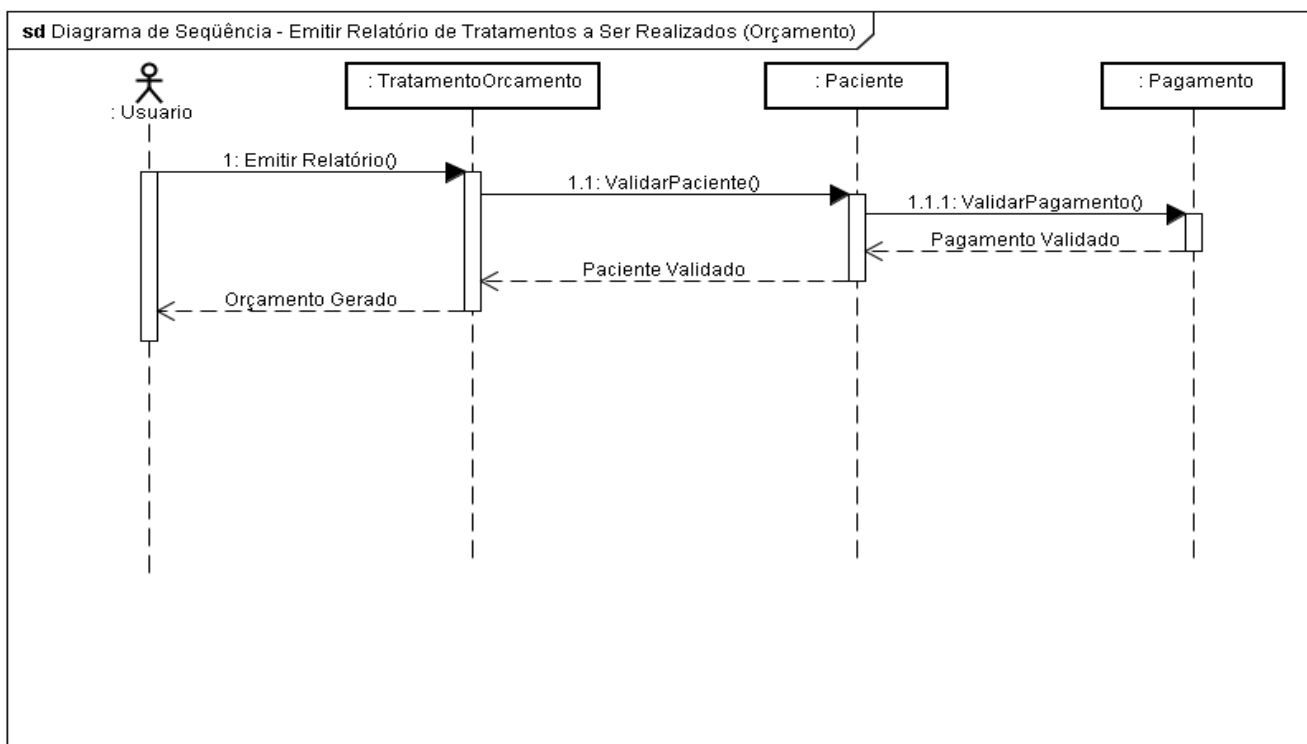 sd Diagrama de Seqüência - Emitir Relatório de Tratamentos a Ser Realizados (Orçamento)
: Usuario
: TratamentoOrcamento
: Paciente
: Pagamento
1: Emitir Relatório()
1.1: ValidarPaciente()
1.1.1: ValidarPagamento()
Pagamento Validado
Paciente Validado
Orçamento Gerado